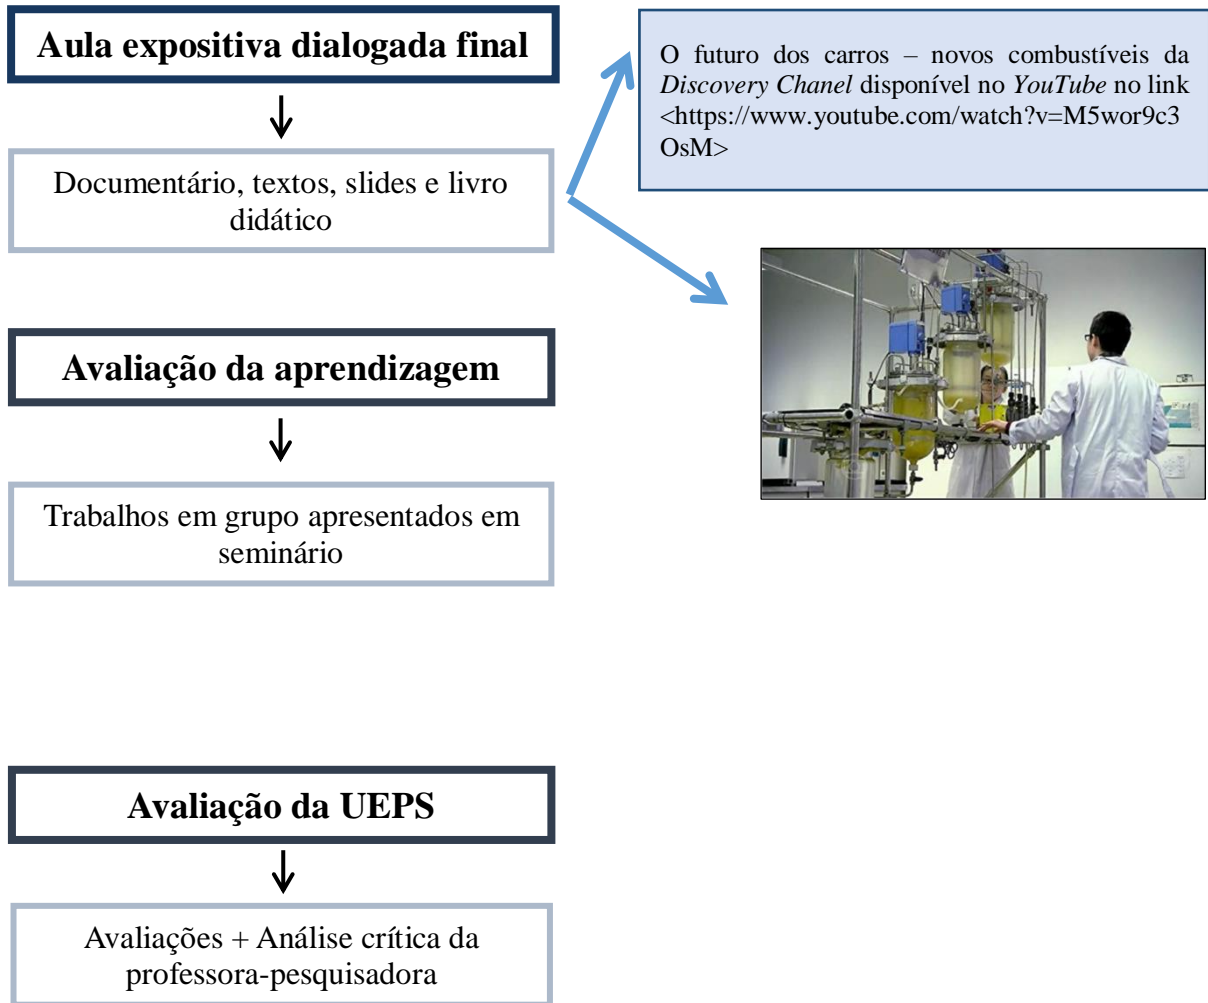 Aula expositiva dialogada final
O futuro dos carros – novos combustíveis da
Discovery Chanel disponível no YouTube no link
<https://www.youtube.com/watch?v=M5wor9c3
OsM>
Documentário, textos, slides e livro
didático
Avaliação da aprendizagem
Trabalhos em grupo apresentados em
seminário
Avaliação da UEPS
Avaliações + Análise crítica da
professora-pesquisadora